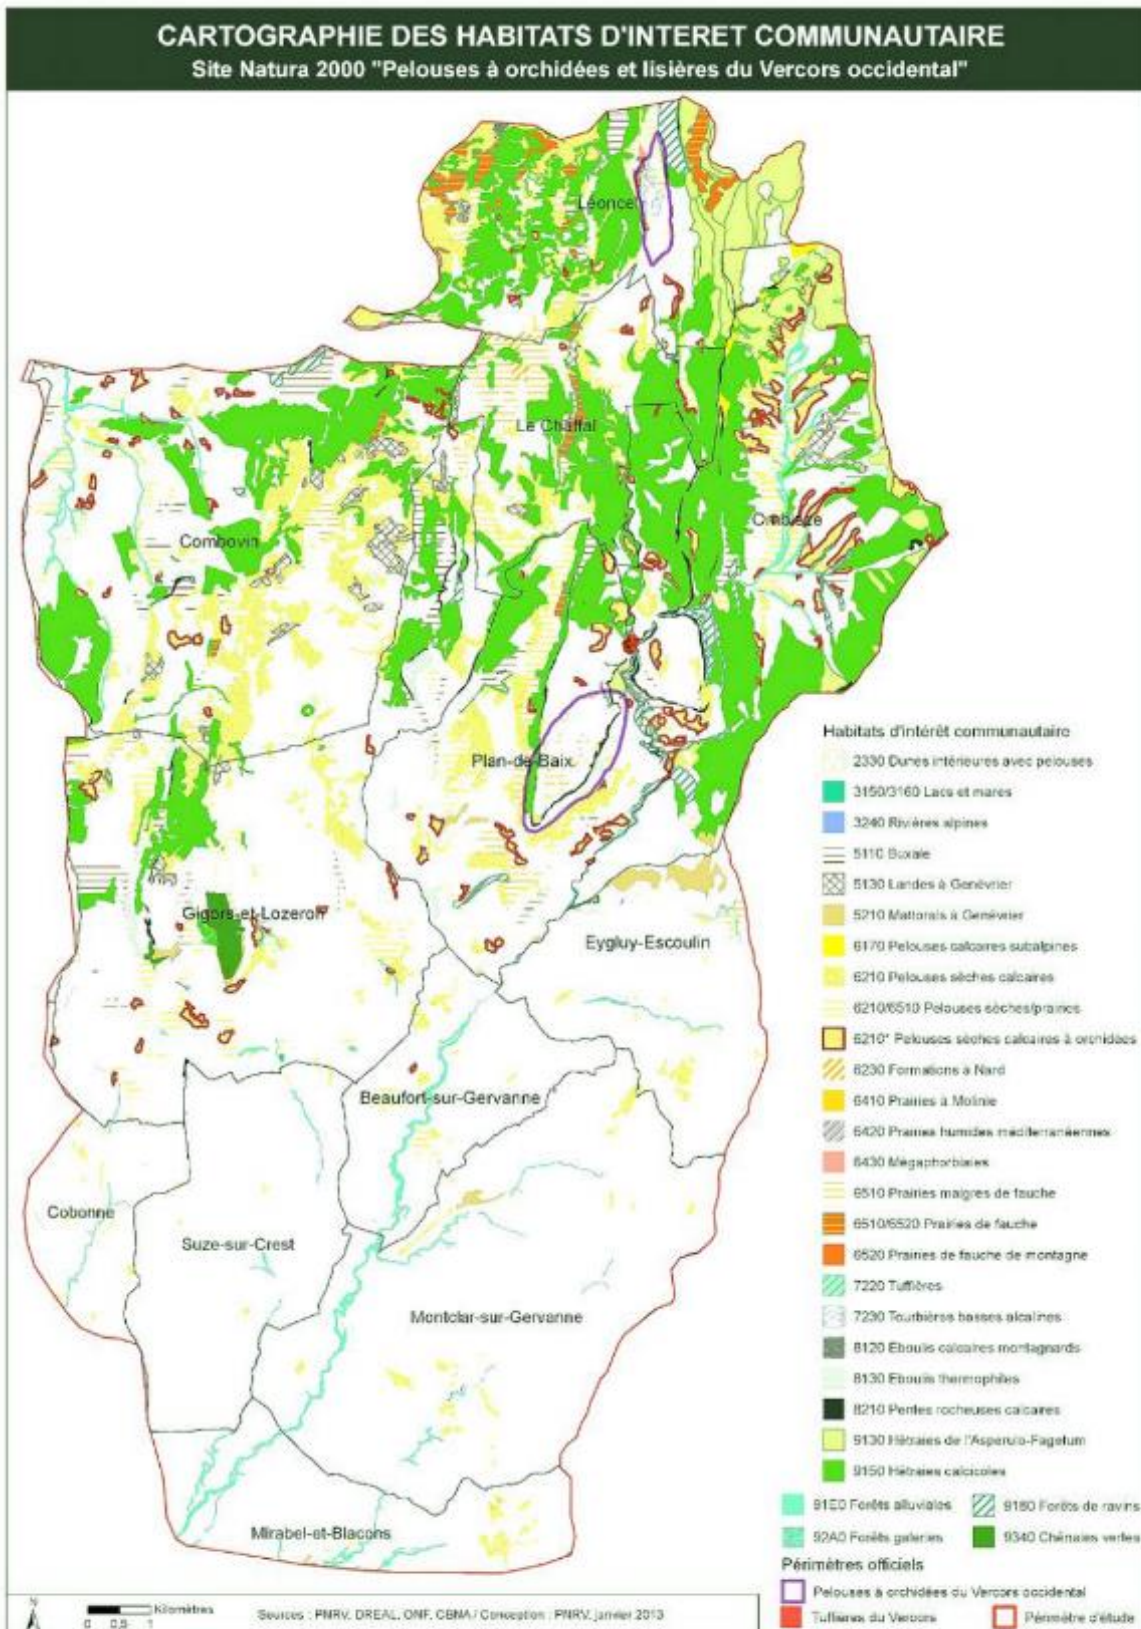 CARTOGRAPHIE DES HABITATS D'INTERET COMMUNAUTAIRE
Site Natura 2000 "Pelouses à orchidées et lisières du Vercors occidental"
Léoncel
Le Chaffal
Combovin
Omblèze
Plan-de-Baix
Gigors-et-Lozeron
Eygluy-Escoulin
Beaufort-sur-Gervanne
Cobonne
Suze-sur-Crest
Montclar-sur-Gervanne
Mirabel-et-Blacons
Habitats d'intérêt communautaire
2330 Dunes intérieures avec pelouses
3150/3160 Lacs et mares
3240 Rivières alpines
5110 Buxaie
5130 Landes à Genévrier
5210 Mattorals à Genévrier
6170 Pelouses calcaires subalpines
6210 Pelouses sèches calcaires
6210/6510 Pelouses sèches/prairies
6210* Pelouses sèches calcaires à orchidées
6230 Formations à Nard
6410 Prairies à Molinie
6420 Prairies humides méditerranéennes
6430 Mégaphorbiaies
6510 Prairies maigres de fauche
6510/6520 Prairies de fauche
6520 Prairies de fauche de montagne
7220 Tuffières
7230 Tourbières basses alcalines
8120 Eboulis calcaires montagnards
8130 Eboulis thermophiles
8210 Pentes rocheuses calcaires
9130 Hêtraies de l'Asperulo-Fagetum
9150 Hêtraies calcicoles
91E0 Forêts alluviales
9180 Forêts de ravins
92A0 Forêts galeries
9340 Chênaies vertes
Périmètres officiels
Pelouses à orchidées du Vercors occidental
Tuffières du Vercors
Périmètre d'étude
N
Kilomètres
0 0,5 1
Sources : PNRV, DREAL, ONF, CBNA / Conception : PNRV, janvier 2013